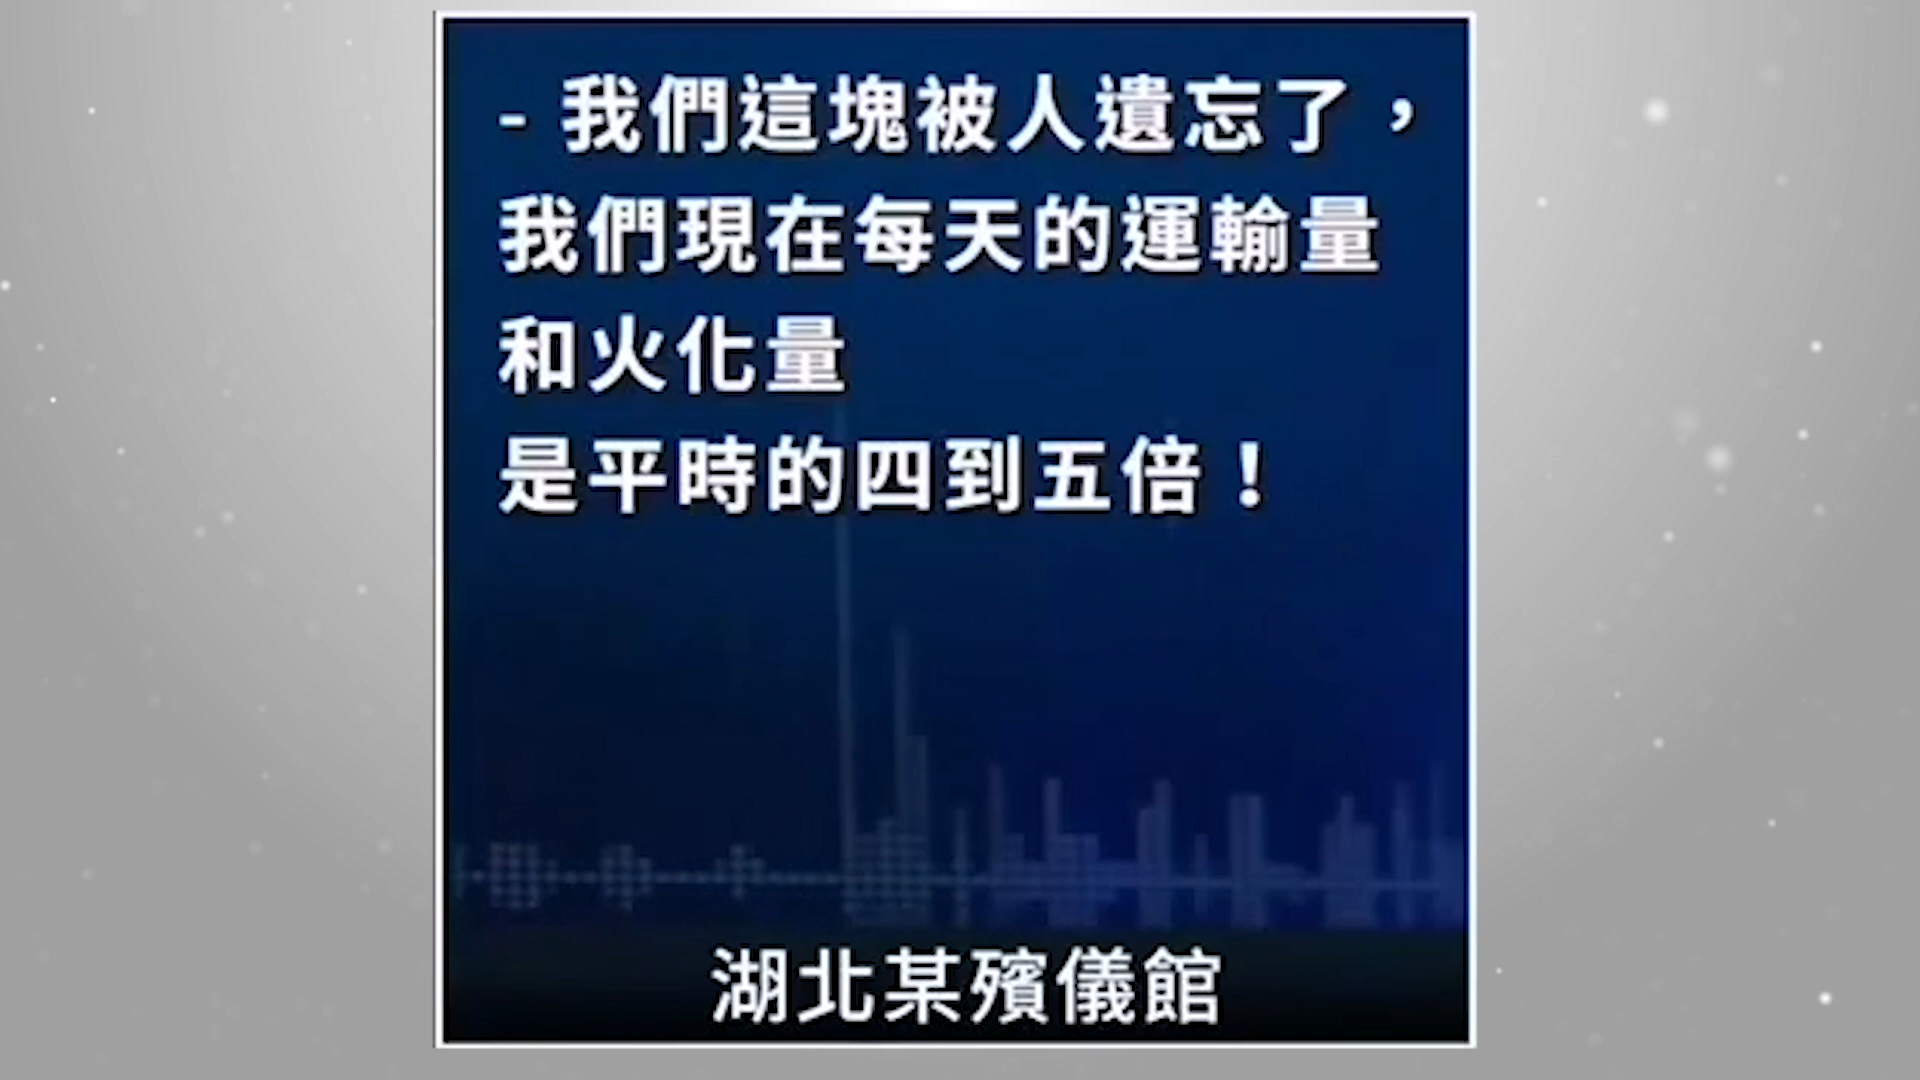 - 我們這塊被人遺忘了，
我們現在每天的運輸量
和火化量
是平時的四到五倍！
湖北某殯儀館